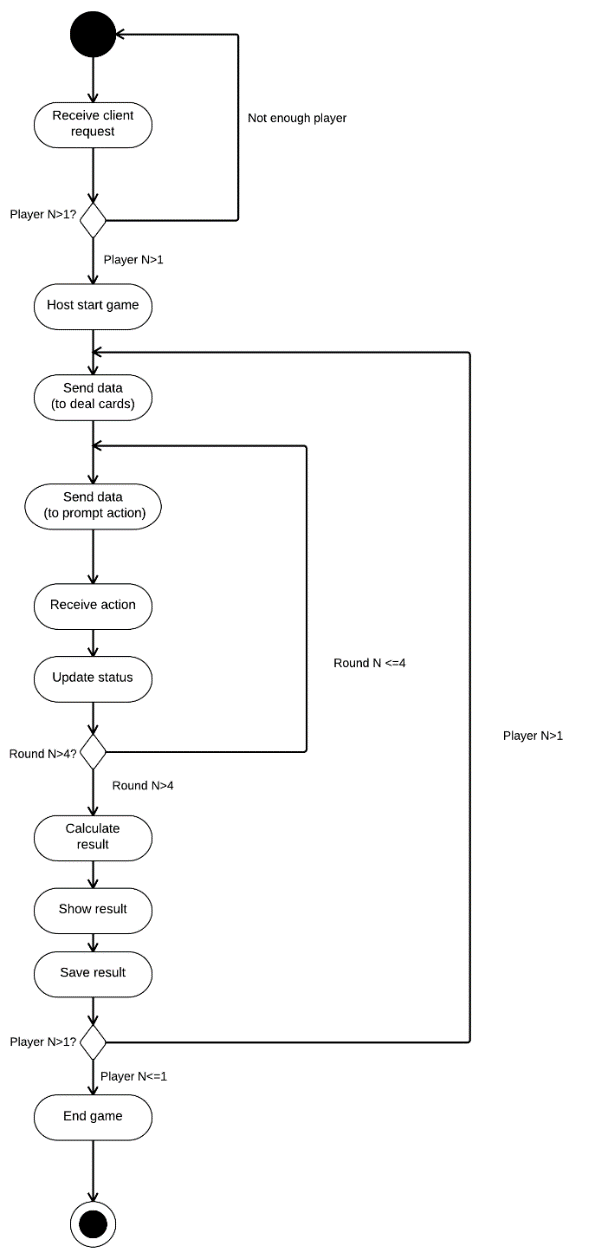 Receive client
request
Not enough player
Player N>1?
Player N>1
Host start game
Send data
(to deal cards)
Send data
(to prompt action)
Receive action
Update status
Round N <=4
Player N>1
Round N>4?
Round N>4
Calculate
result
Show result
Save result
Player N>1?
Player N<=1
End game